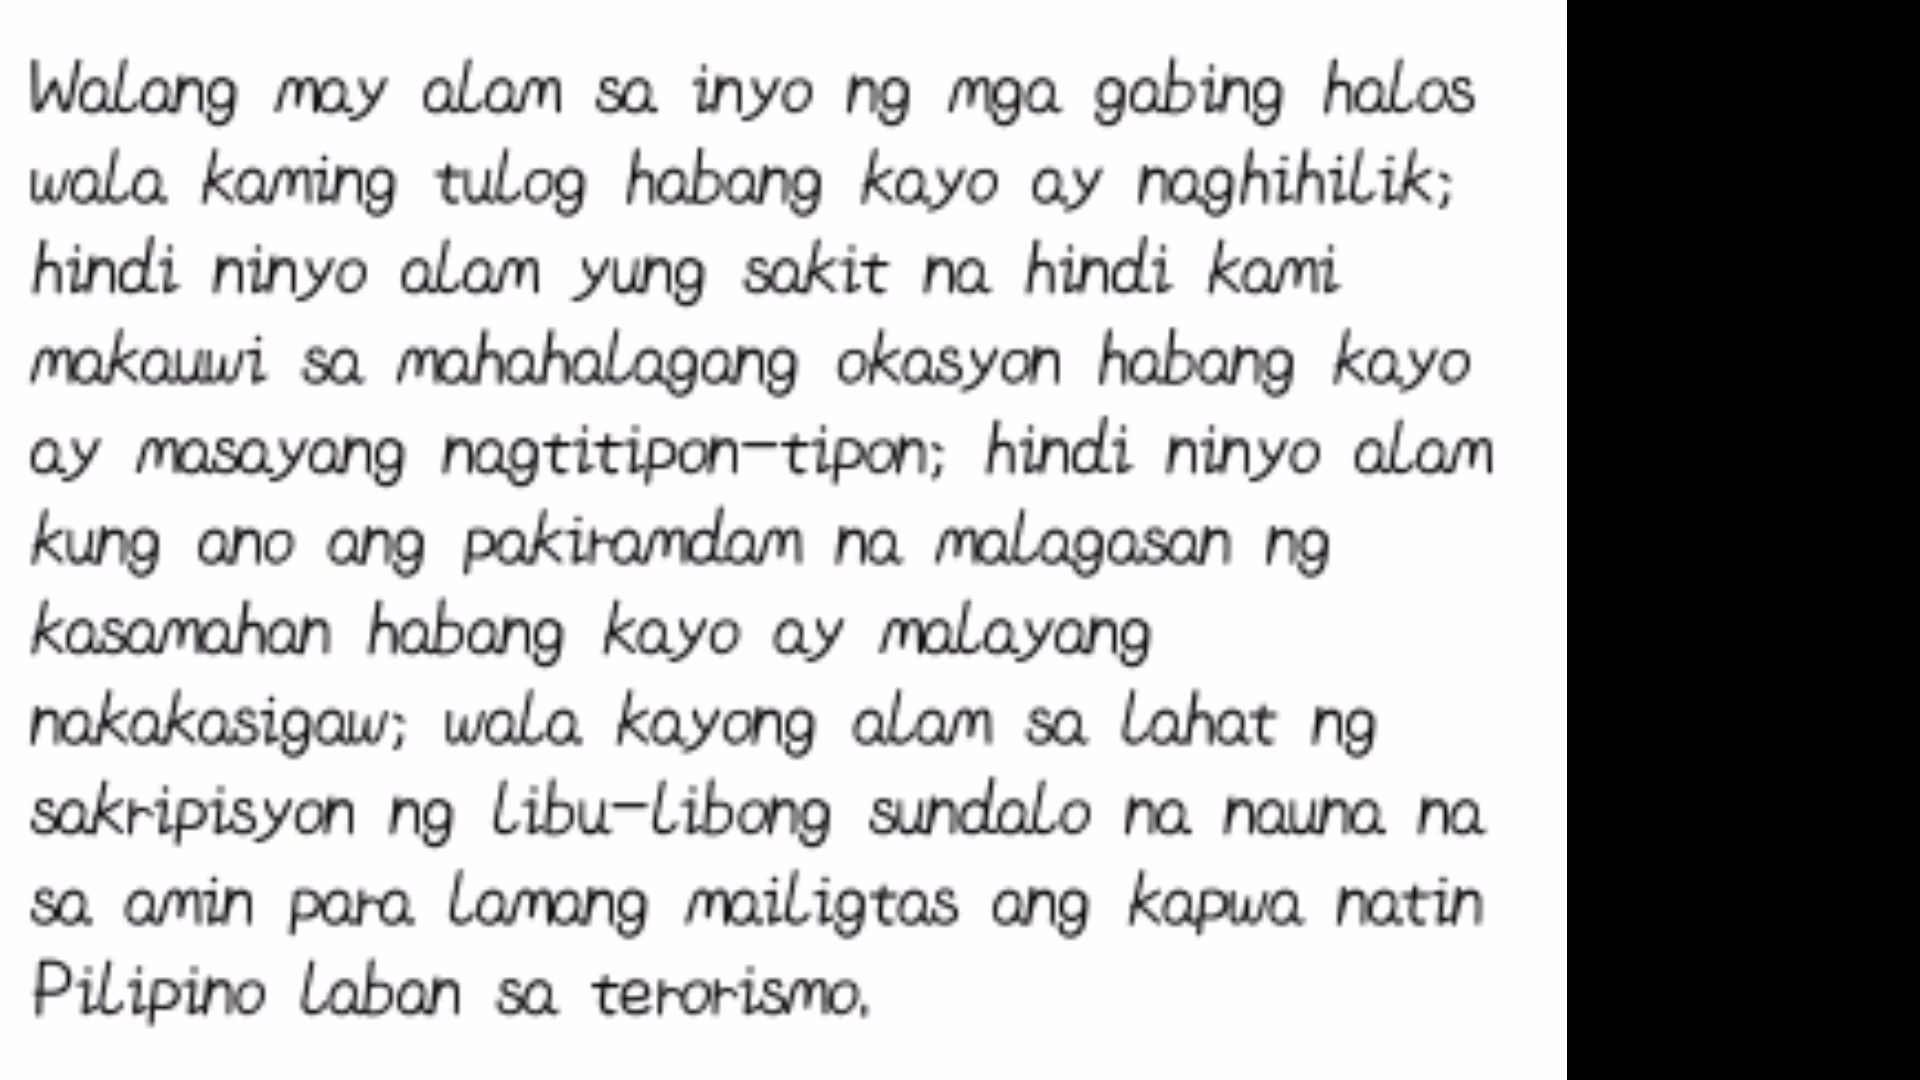 Walang may alam sa inyo ng mga gabing halos
wala kaming tulog habang kayo ay naghihilik;
hindi ninyo alam yung sakit na hindi kami
makauwi sa mahahalagang okasyon habang kayo
ay masayang nagtitipon-tipon; hindi ninyo alam
kung ano ang pakiramdam na malagasan ng
kasamahan habang kayo ay malayang
nakakasigaw; wala kayong alam sa lahat ng
sakripisyon ng libu-libong sundalo na nauna na
sa amin para lamang mailigtas ang kapwa natin
Pilipino laban sa terorismo.